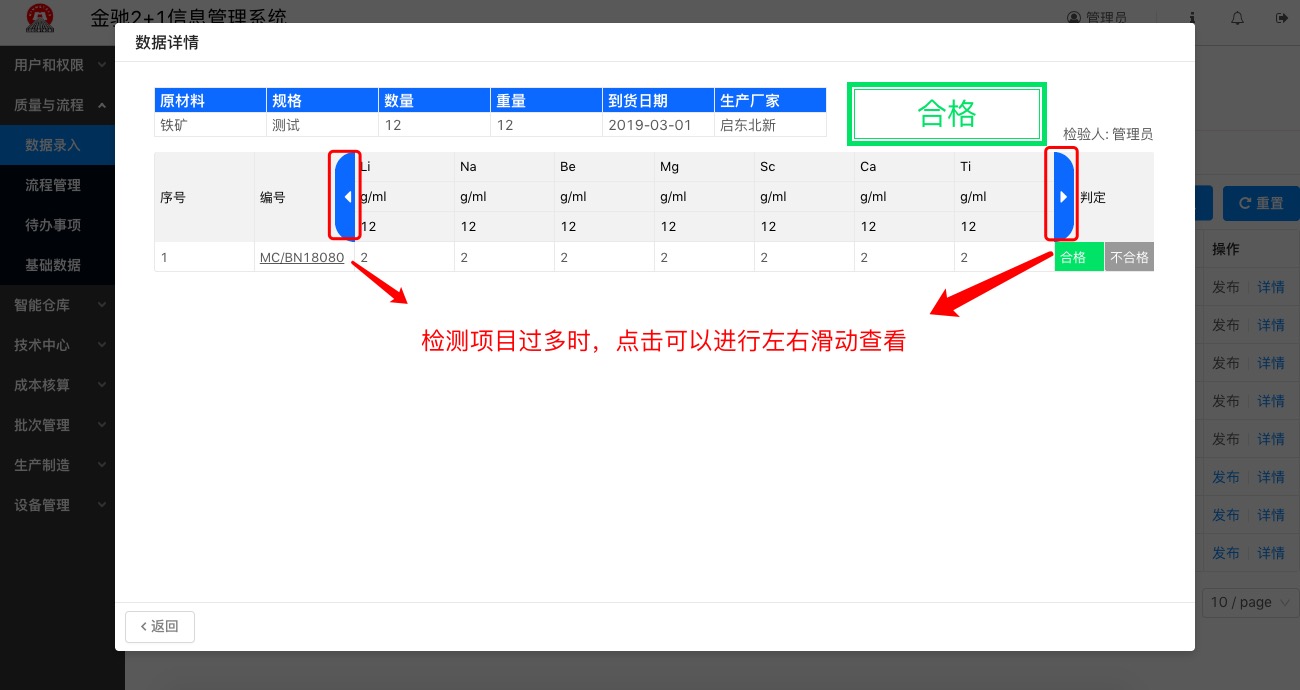 金驰2+1信息管理系统
管理员
数据详情
用户和权限
质量与流程
数据录入
流程管理
待办事项
基础数据
智能仓库
技术中心
成本核算
批次管理
生产制造
设备管理
原材料 规格 数量 重量 到货日期 生产厂家
铁矿 测试 12 12 2019-03-01 启东北新
合格
检验人: 管理员
序号 编号 Li Na Be Mg Sc Ca Ti 判定
g/ml g/ml g/ml g/ml g/ml g/ml g/ml
12 12 12 12 12 12 12
1 MC/BN18080 2 2 2 2 2 2 2 合格 不合格
检测项目过多时，点击可以进行左右滑动查看
重置
操作
发布 详情
发布 详情
发布 详情
发布 详情
发布 详情
发布 详情
发布 详情
发布 详情
10 / page
返回